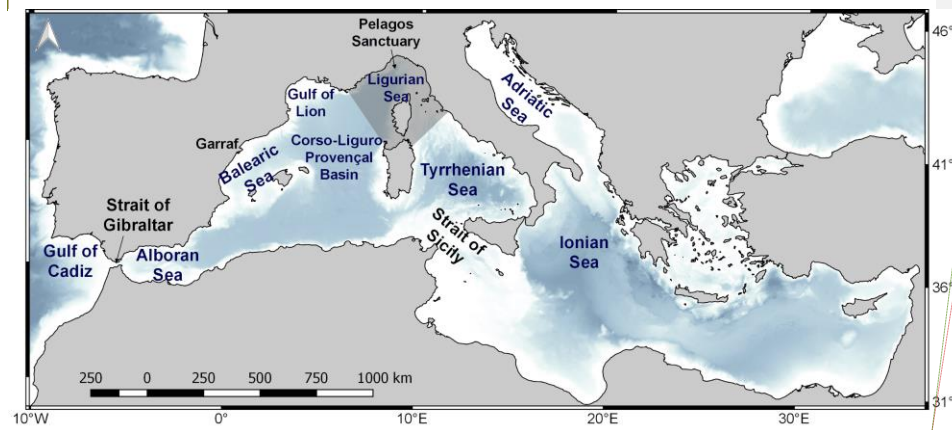 Pelagos
Sanctuary
46°
Ligurian
Sea
Gulf of
Lion
Adriatic
Sea
Garraf
Corso-Liguro
Provençal
Basin
Balearic
Sea
Tyrrhenian
Sea
41°
Strait of
Gibraltar
Strait of
Sicily
Gulf of
Cadiz
Alboran
Sea
Ionian
Sea
36°
250 0 250 500 750 1000 km
31°
10°W 0° 10°E 20°E 30°E